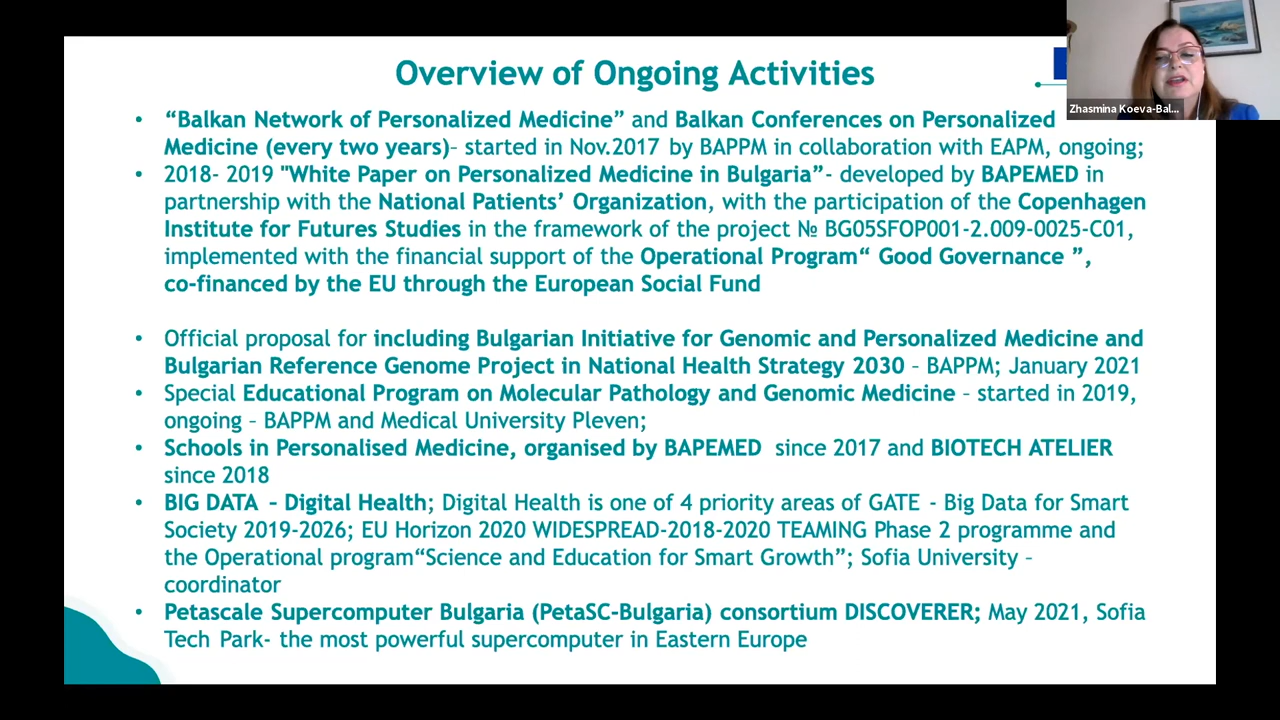 Overview of Ongoing Activities
Zhasmina Koeva-Bal...
• “Balkan Network of Personalized Medicine” and Balkan Conferences on Personalized
Medicine (every two years)– started in Nov.2017 by BAPPM in collaboration with EAPM, ongoing;
• 2018- 2019 "White Paper on Personalized Medicine in Bulgaria”- developed by BAPEMED in
partnership with the National Patients’ Organization, with the participation of the Copenhagen
Institute for Futures Studies in the framework of the project № BG05SFOP001-2.009-0025-C01,
implemented with the financial support of the Operational Program“ Good Governance ”,
co-financed by the EU through the European Social Fund
• Official proposal for including Bulgarian Initiative for Genomic and Personalized Medicine and
Bulgarian Reference Genome Project in National Health Strategy 2030 – BAPPM; January 2021
• Special Educational Program on Molecular Pathology and Genomic Medicine – started in 2019,
ongoing – BAPPM and Medical University Pleven;
• Schools in Personalised Medicine, organised by BAPEMED since 2017 and BIOTECH ATELIER
since 2018
• BIG DATA – Digital Health; Digital Health is one of 4 priority areas of GATE - Big Data for Smart
Society 2019-2026; EU Horizon 2020 WIDESPREAD-2018-2020 TEAMING Phase 2 programme and
the Operational program“Science and Education for Smart Growth”; Sofia University –
coordinator
• Petascale Supercomputer Bulgaria (PetaSC-Bulgaria) consortium DISCOVERER; May 2021, Sofia
Tech Park- the most powerful supercomputer in Eastern Europe